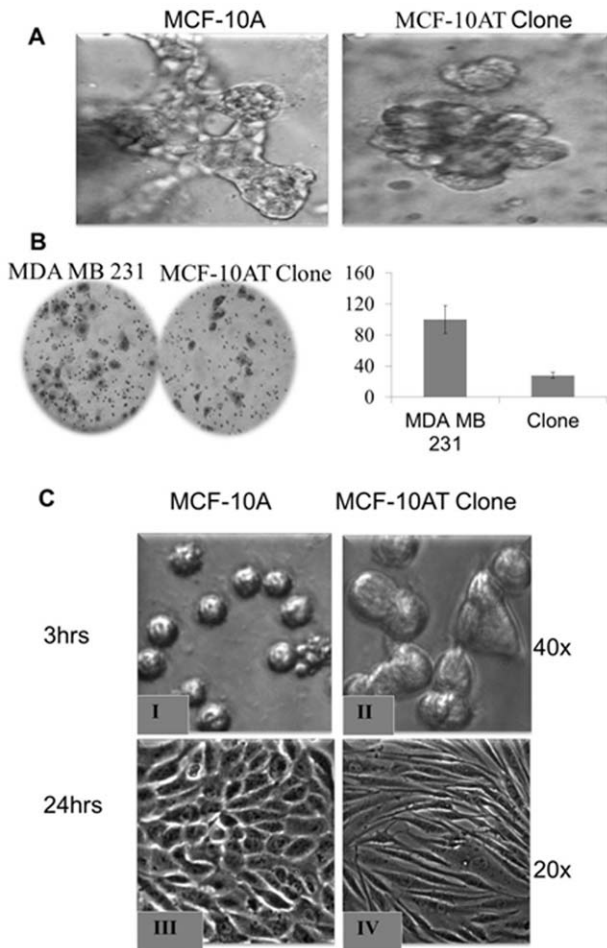 MCF-10A MCF-10AT Clone
A
B
MDA MB 231 MCF-10AT Clone
160
120
80
40
0
MDA MB
231
Clone
C
MCF-10A MCF-10AT Clone
3hrs
I
II
40x
24hrs
III
IV
20x